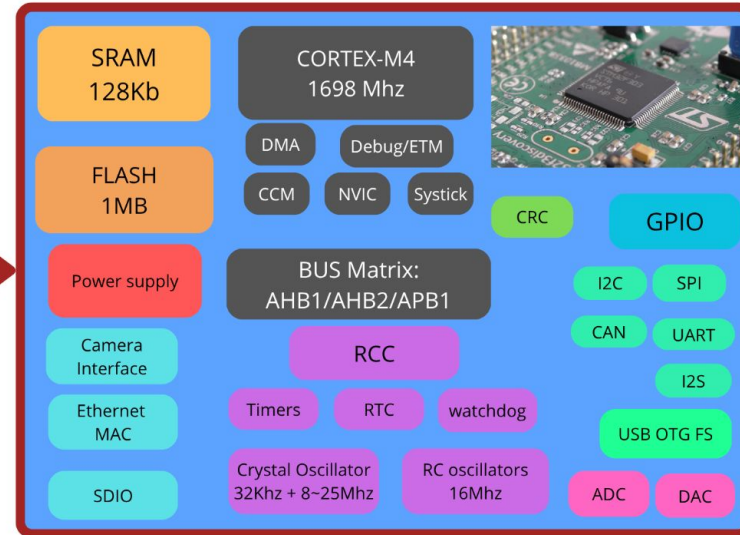 SRAM
128Kb
CORTEX-M4
1698 Mhz
DMA
Debug/ETM
CCM
NVIC
Systick
FLASH
1MB
CRC
GPIO
Power supply
BUS Matrix:
AHB1/AHB2/APB1
I2C
SPI
CAN
UART
I2S
Camera
Interface
RCC
Ethernet
MAC
Timers
RTC
watchdog
USB OTG FS
SDIO
Crystal Oscillator
32Khz + 8~25Mhz
RC oscillators
16Mhz
ADC
DAC